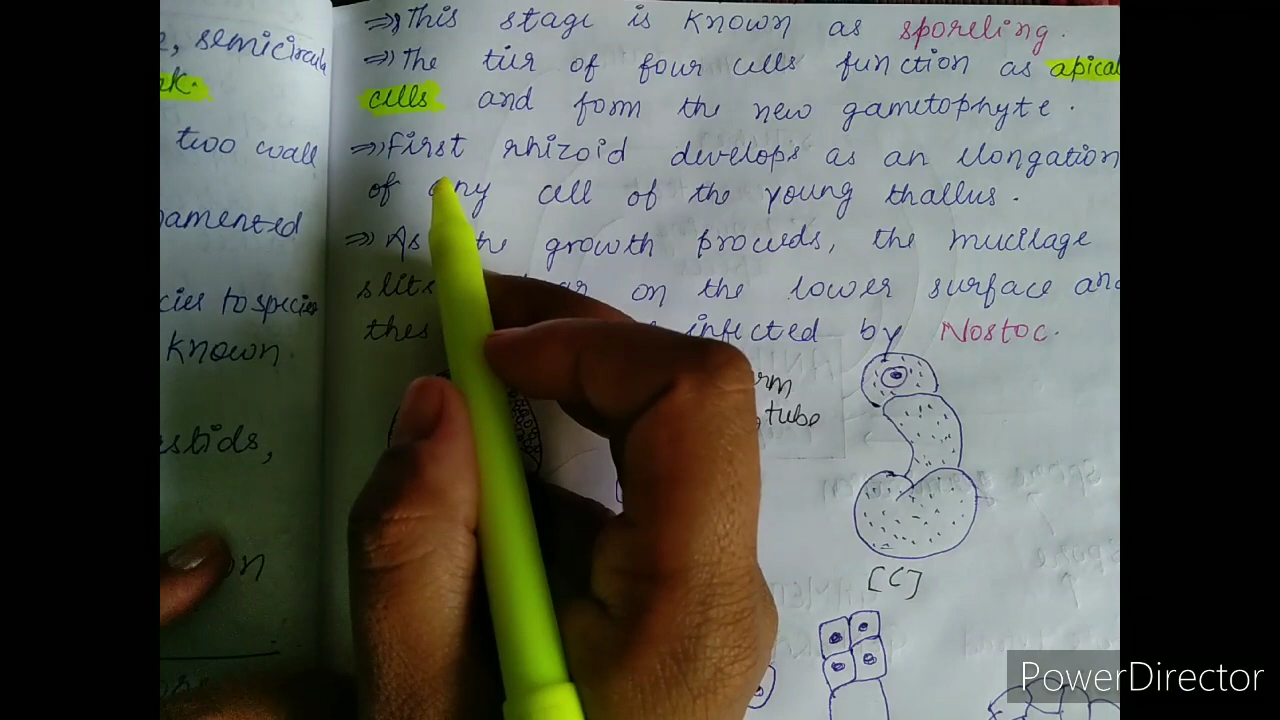 semicircula
k.
two wall
amented
cies to species
known.
stids,
on
⇒ This stage is known as sporeling.
⇒ The tier of four cells function as apical
cells and form the new gametophyte.
⇒ First rhizoid develops as an elongation
of any cell of the young thallus.
⇒ As the growth proceeds, the mucilage
slits on the lower surface and
infected by Nostoc.
tube
[C]
PowerDirector